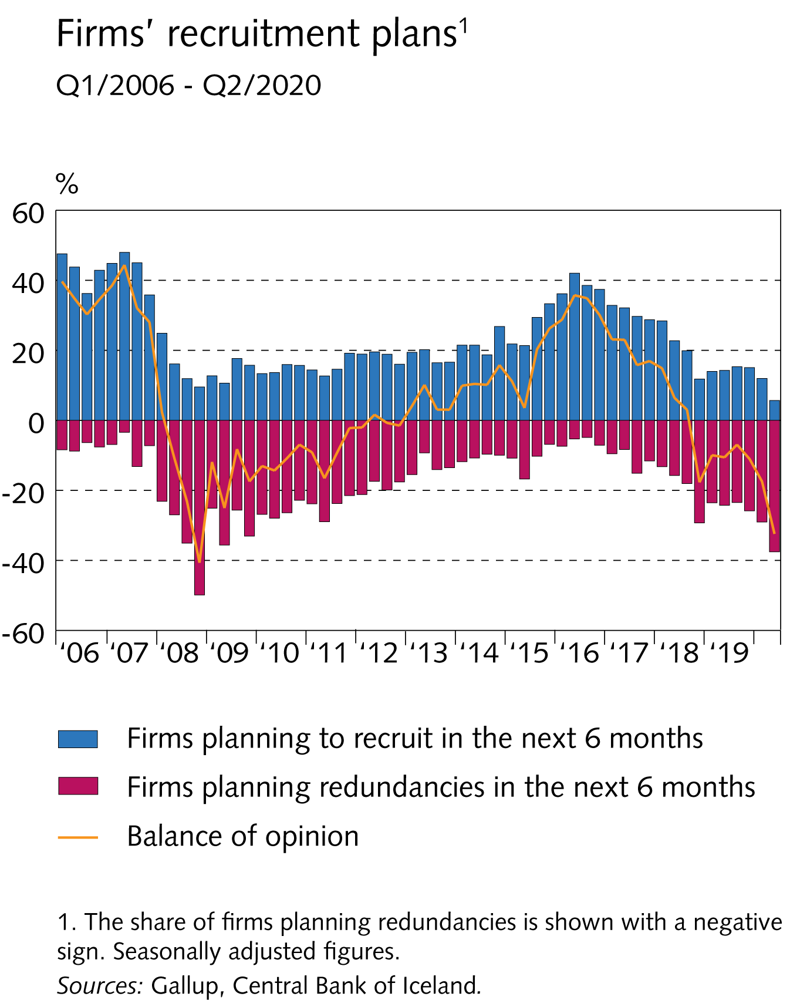 Firms’ recruitment plans¹
Q1/2006 - Q2/2020
%
60
40
20
0
-20
-40
-60
‘06 ‘07 ‘08 ‘09 ‘10 ‘11 ‘12 ‘13 ‘14 ‘15 ‘16 ‘17 ‘18 ‘19
Firms planning to recruit in the next 6 months
Firms planning redundancies in the next 6 months
Balance of opinion
1. The share of firms planning redundancies is shown with a negative
sign. Seasonally adjusted figures.
Sources: Gallup, Central Bank of Iceland.